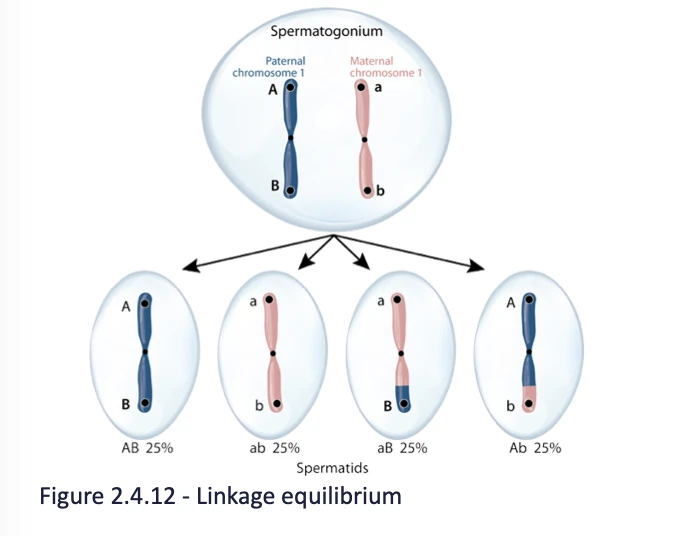 Spermatogonium
Paternal
chromosome 1
Maternal
chromosome 1
A
a
B
b
A
a
a
A
B
b
B
b
AB 25%
ab 25%
aB 25%
Ab 25%
Spermatids
Figure 2.4.12 - Linkage equilibrium